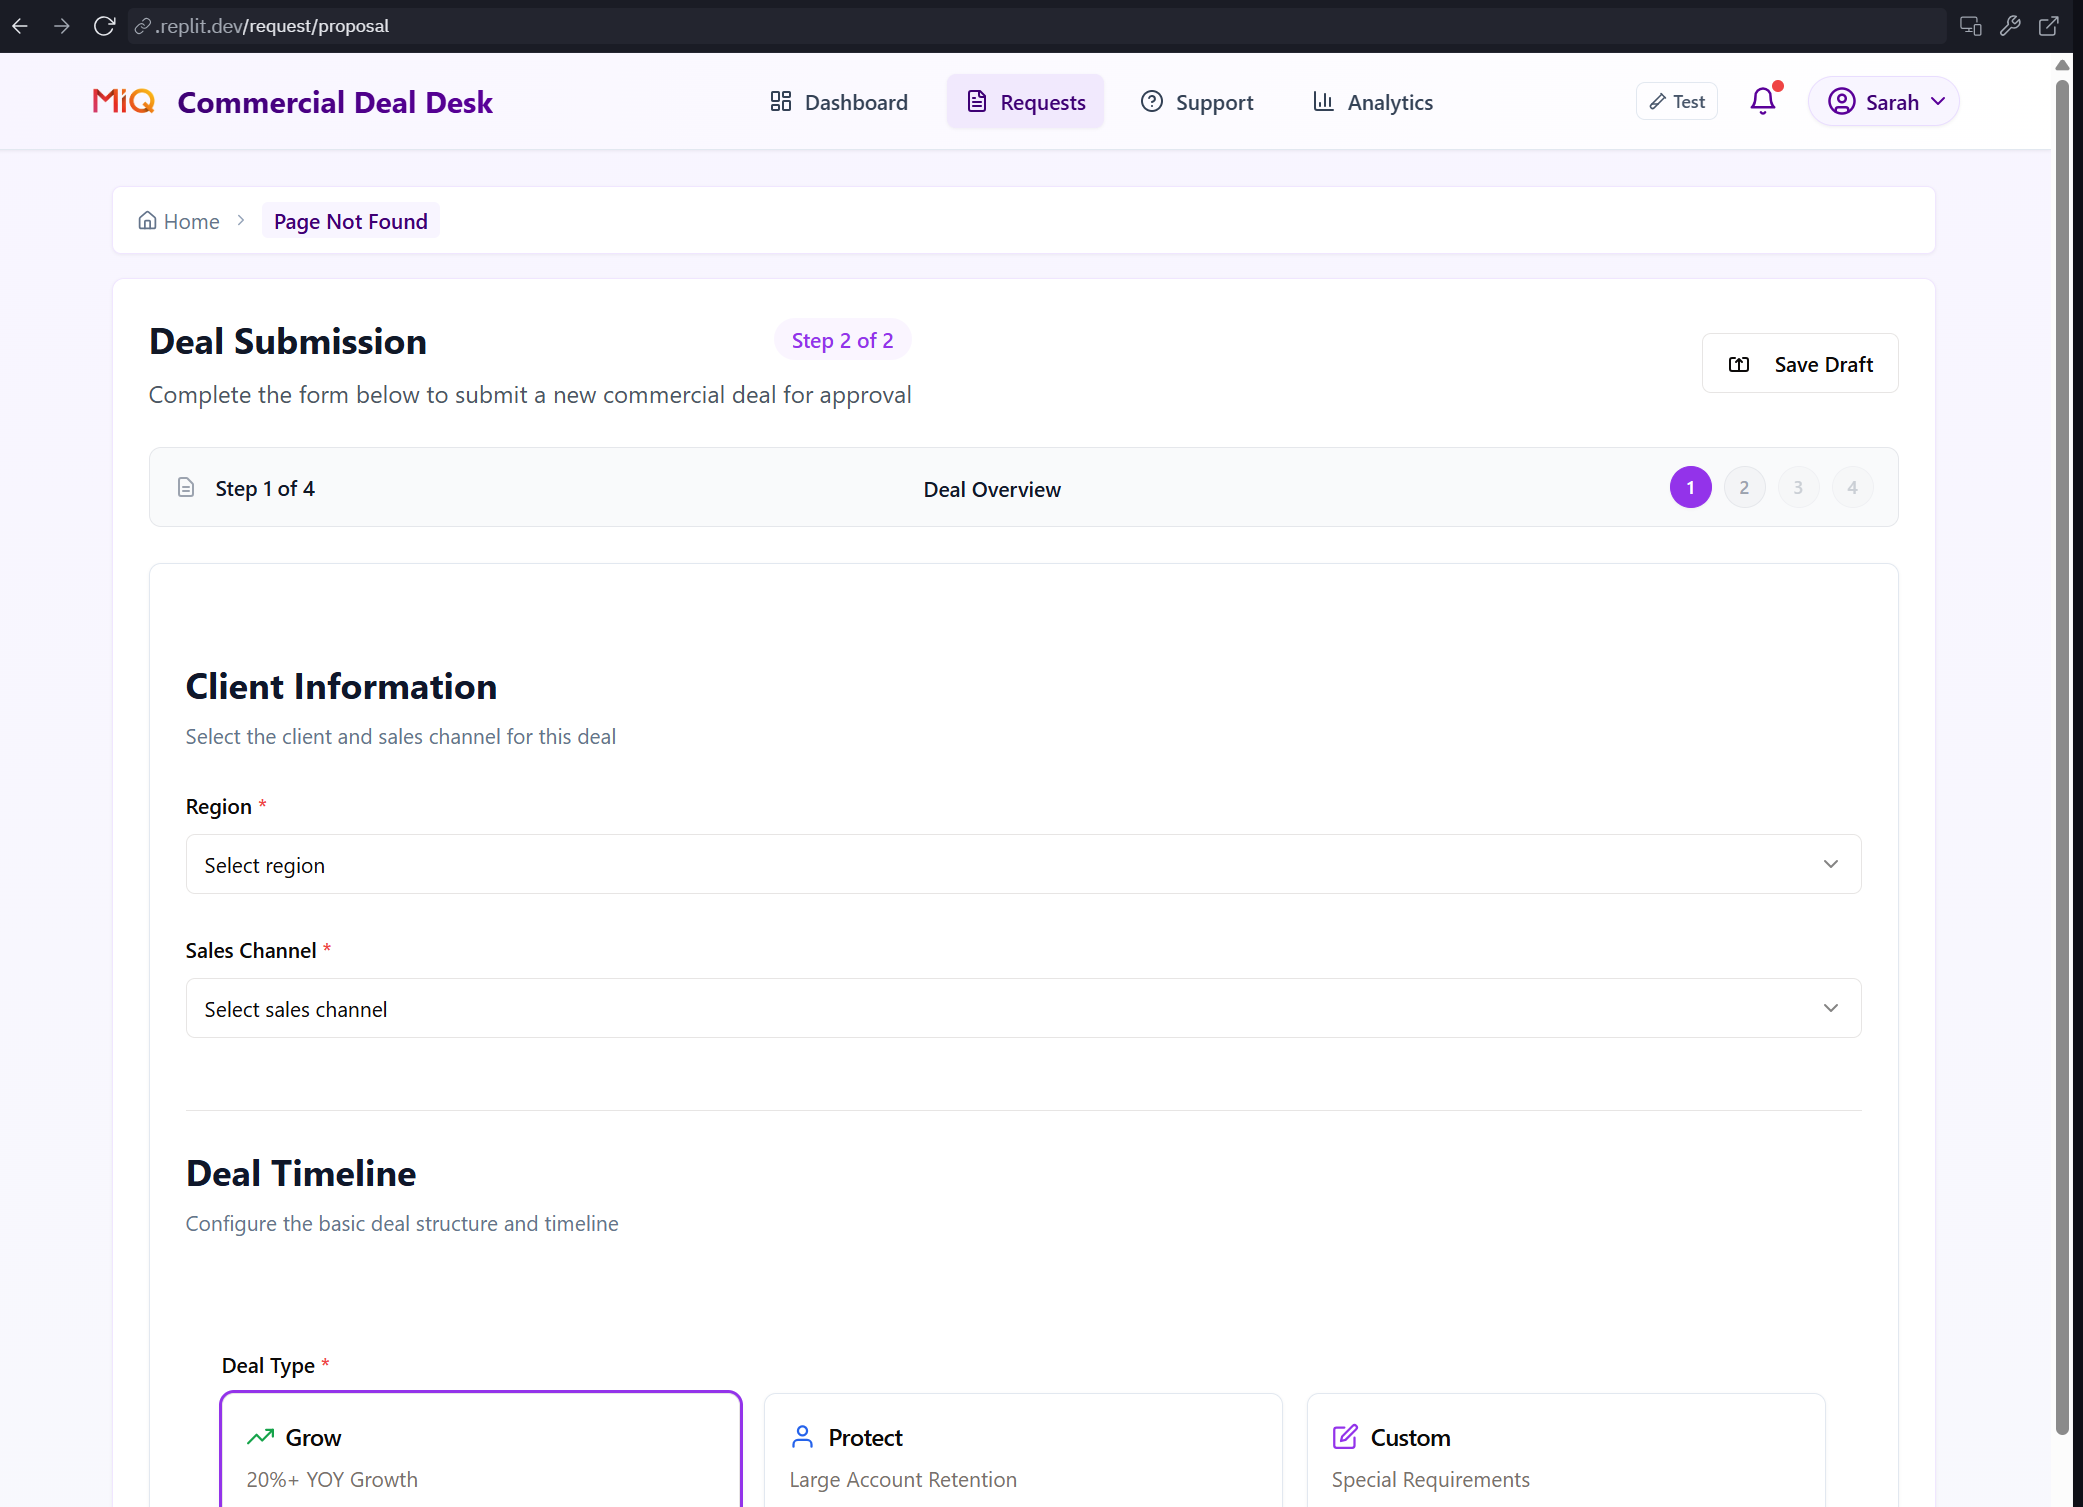 .replit.dev/request/proposal
MiQ Commercial Deal Desk
Dashboard
Requests
Support
Analytics
Test
Sarah
Home
Page Not Found
Deal Submission
Step 2 of 2
Complete the form below to submit a new commercial deal for approval
Save Draft
Step 1 of 4
Deal Overview
1 2 3 4
Client Information
Select the client and sales channel for this deal
Region *
Select region
Sales Channel *
Select sales channel
Deal Timeline
Configure the basic deal structure and timeline
Deal Type *
Grow
20%+ YOY Growth
Protect
Large Account Retention
Custom
Special Requirements